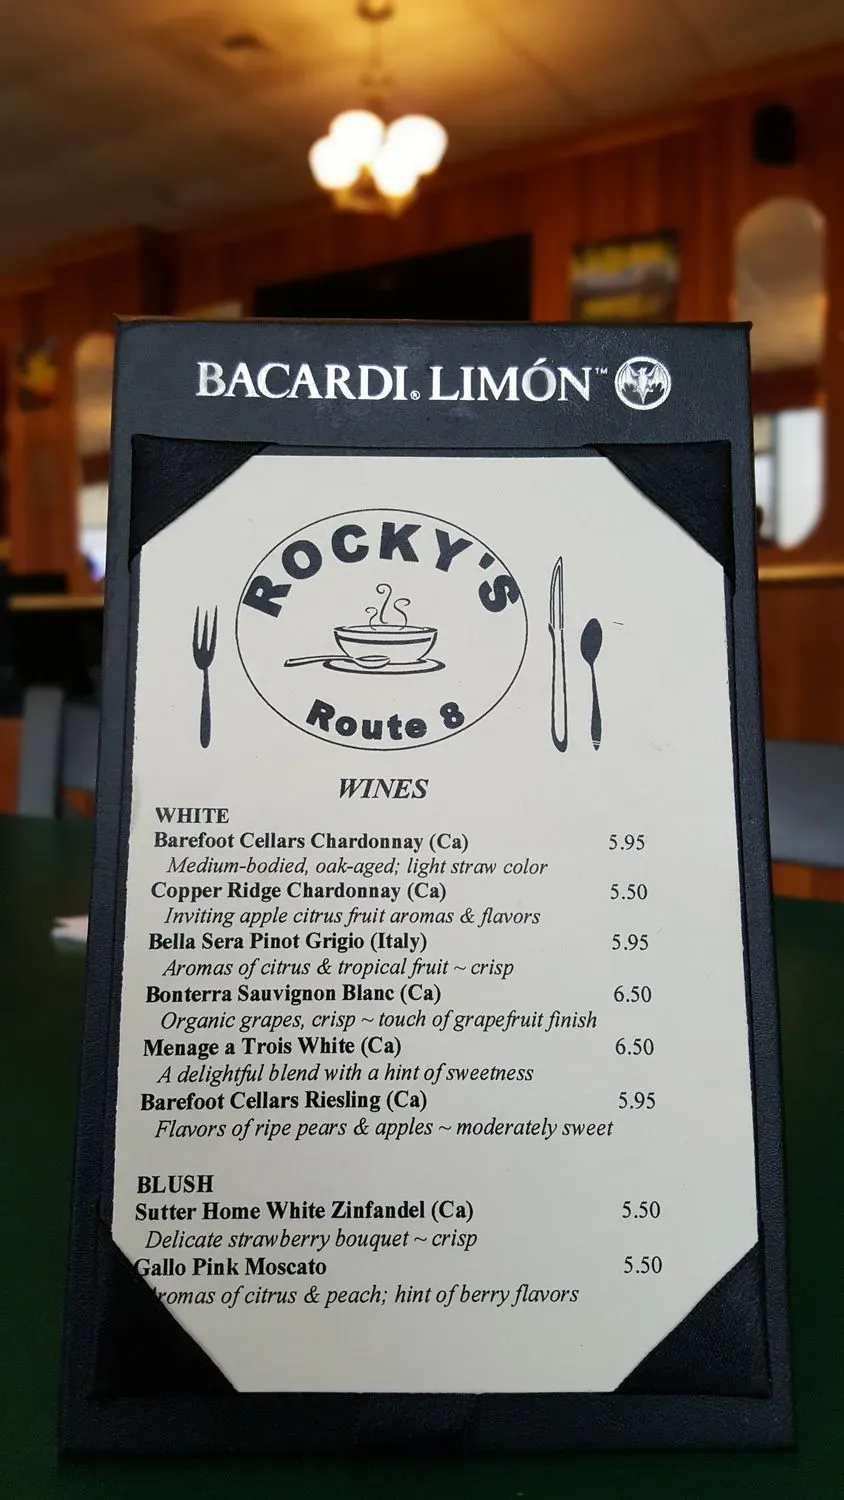 BACARDI® LIMÓN™
ROCKY'S
Route 8
WINES
WHITE
Barefoot Cellars Chardonnay (Ca) 5.95
Medium-bodied, oak-aged; light straw color
Copper Ridge Chardonnay (Ca) 5.50
Inviting apple citrus fruit aromas & flavors
Bella Sera Pinot Grigio (Italy) 5.95
Aromas of citrus & tropical fruit ~ crisp
Bonterra Sauvignon Blanc (Ca) 6.50
Organic grapes, crisp ~ touch of grapefruit finish
Menage a Trois White (Ca) 6.50
A delightful blend with a hint of sweetness
Barefoot Cellars Riesling (Ca) 5.95
Flavors of ripe pears & apples ~ moderately sweet
BLUSH
Sutter Home White Zinfandel (Ca) 5.50
Delicate strawberry bouquet ~ crisp
Gallo Pink Moscato 5.50
romas of citrus & peach; hint of berry flavors